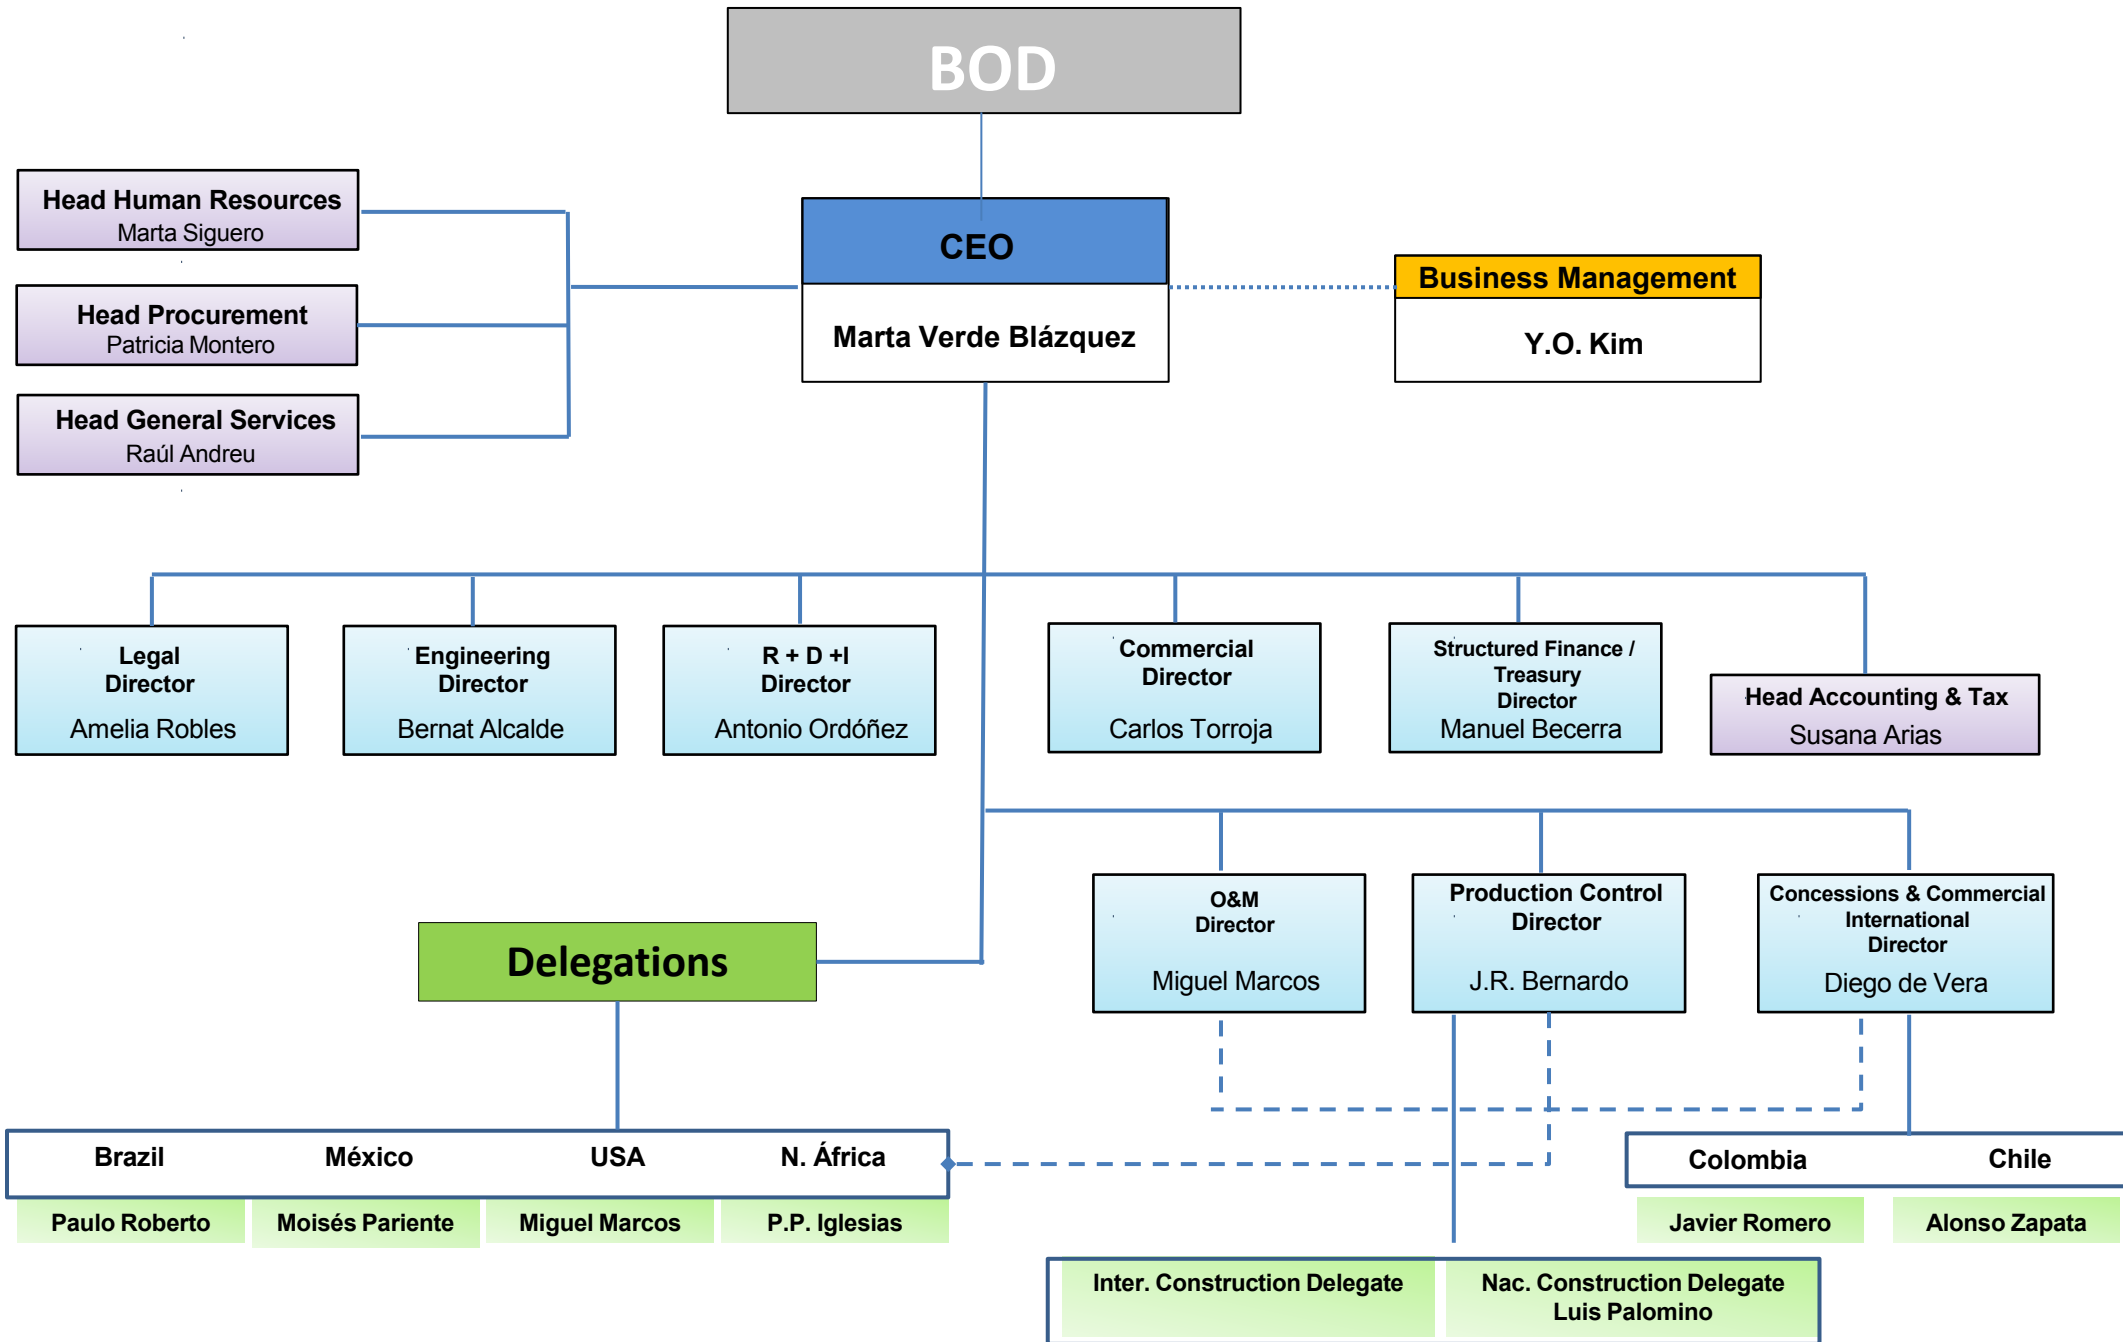 BOD
Head Human Resources
Marta Siguero
Head Procurement
Patricia Montero
Head General Services
Raúl Andreu
CEO
Marta Verde Blázquez
Business Management
Y.O. Kim
Legal
Director
Amelia Robles
Engineering
Director
Bernat Alcalde
R + D +I
Director
Antonio Ordóñez
Commercial
Director
Carlos Torroja
Structured Finance /
Treasury
Director
Manuel Becerra
Head Accounting & Tax
Susana Arias
O&M
Director
Miguel Marcos
Production Control
Director
J.R. Bernardo
Concessions & Commercial
International
Director
Diego de Vera
Delegations
Brazil
México
USA
N. África
Paulo Roberto
Moisés Pariente
Miguel Marcos
P.P. Iglesias
Colombia
Chile
Javier Romero
Alonso Zapata
Inter. Construction Delegate
Nac. Construction Delegate
Luis Palomino